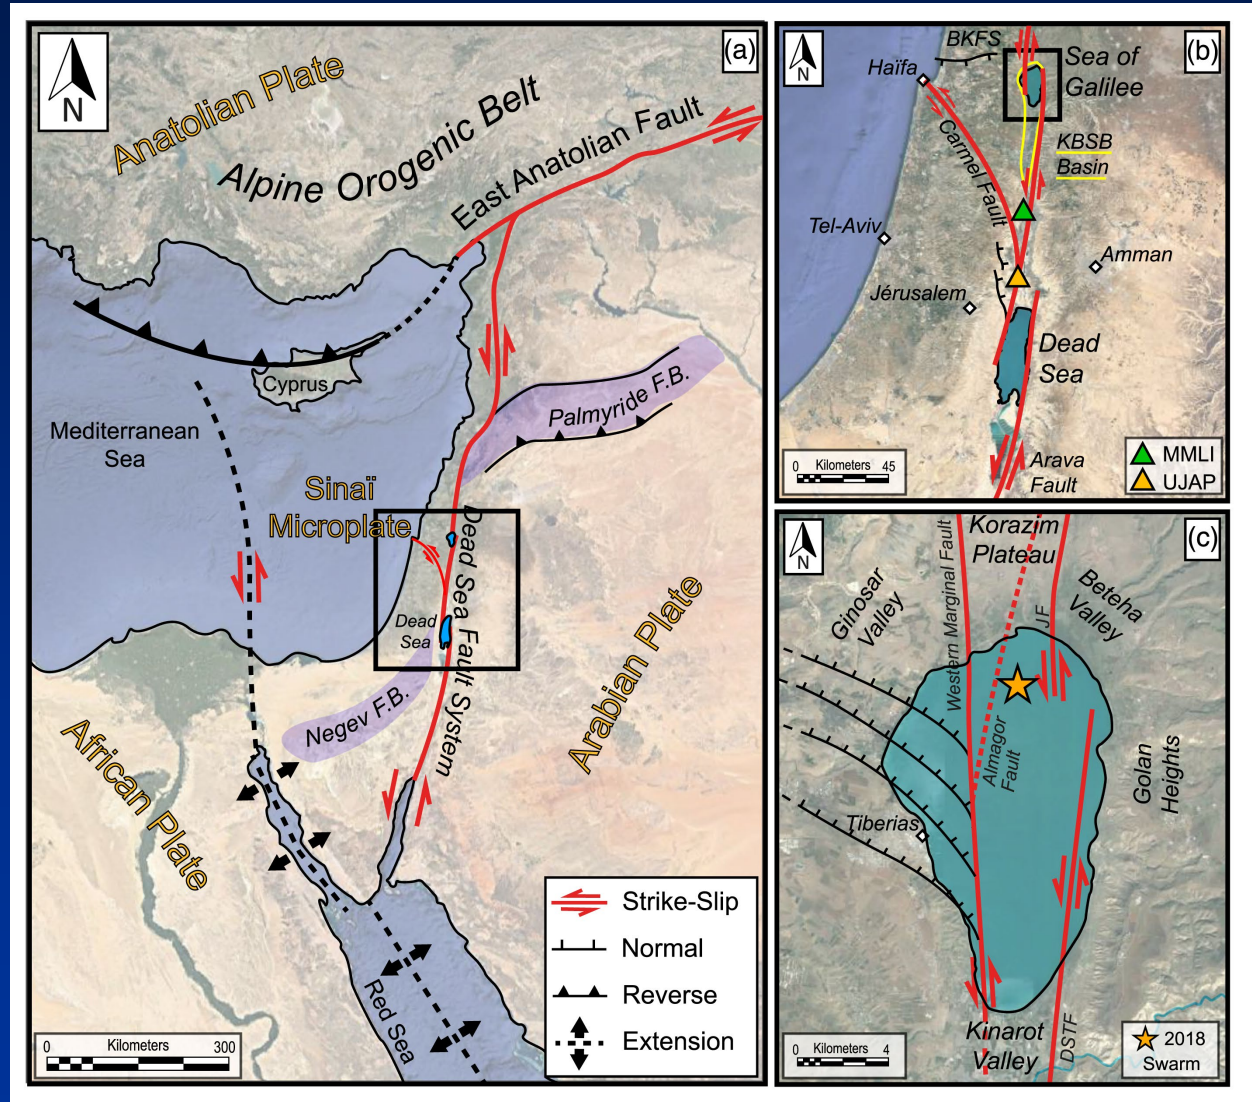 (a)
N
Anatolian Plate
Alpine Orogenic Belt
East Anatolian Fault
Cyprus
Mediterranean
Sea
Palmyride F.B.
Sinaï
Microplate
Dead Sea Fault System
Dead
Sea
Negev F.B.
Arabian Plate
African Plate
Red Sea
Strike-Slip
Normal
Reverse
Extension
0 Kilometers 300
(b)
N
BKFS
Haïfa
Sea of
Galilee
Carmel Fault
KBSB
Basin
Tel-Aviv
Amman
Jérusalem
Dead
Sea
Arava
Fault
MMLI
UJAP
0 Kilometers 45
(c)
N
Korazim
Plateau
Western Marginal Fault
Ginosar
Valley
JF
Beteha
Valley
Almagor
Fault
Golan
Heights
Tiberias
Kinarot
Valley
DSTF
2018
Swarm
0 Kilometers 4